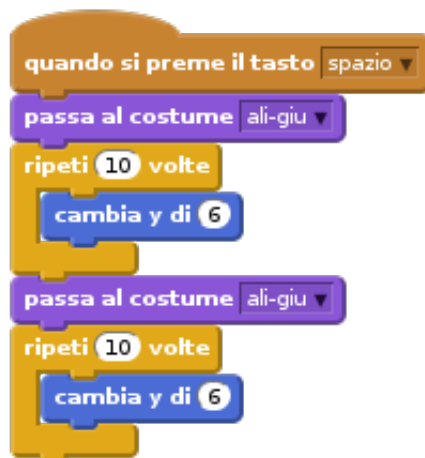 quando si preme il tasto spazio
passa al costume ali-giu
ripeti 10 volte
cambia y di 6
passa al costume ali-giu
ripeti 10 volte
cambia y di 6